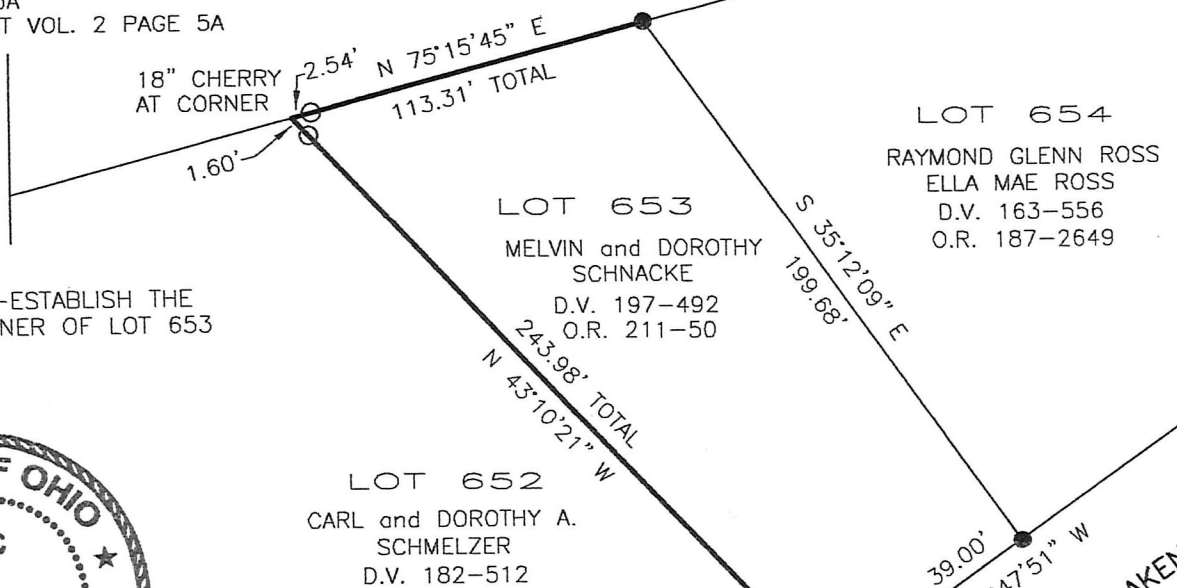 T VOL. 2 PAGE 5A
18" CHERRY
AT CORNER
2.54'
N 75°15'45" E
113.31' TOTAL
1.60'
LOT 654
RAYMOND GLENN ROSS
ELLA MAE ROSS
D.V. 163-556
O.R. 187-2649
LOT 653
MELVIN and DOROTHY
SCHNACKE
D.V. 197-492
O.R. 211-50
S 35°12'09" E
199.68'
-ESTABLISH THE
NER OF LOT 653
243.98' TOTAL
N 43°10'21" W
LOT 652
CARL and DOROTHY A.
SCHMELZER
D.V. 182-512
OHIO
39.00'
47'51" W